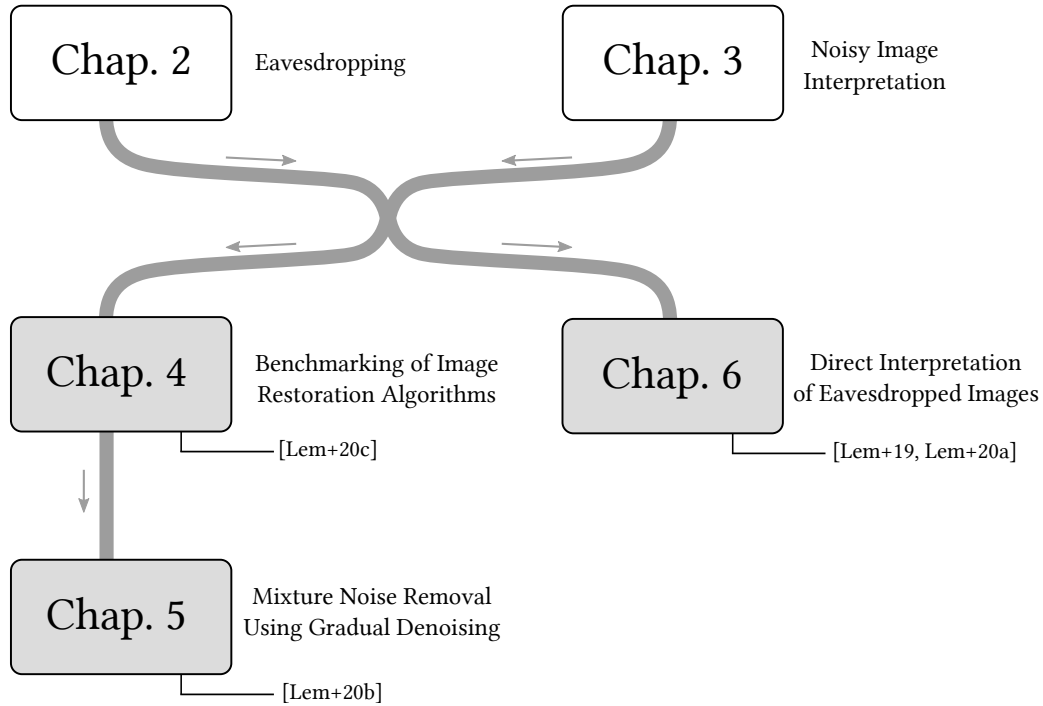 Chap. 2
Eavesdropping
Chap. 3
Noisy Image
Interpretation
Chap. 4
Benchmarking of Image
Restoration Algorithms
[Lem+20c]
Chap. 6
Direct Interpretation
of Eavesdropped Images
[Lem+19, Lem+20a]
Chap. 5
Mixture Noise Removal
Using Gradual Denoising
[Lem+20b]